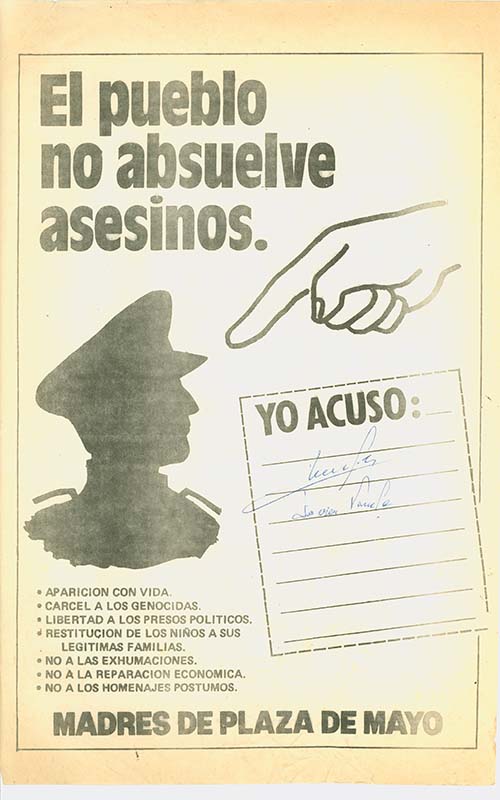 El pueblo
no absuelve
asesinos.
YO ACUSO:
• APARICION CON VIDA.
• CARCEL A LOS GENOCIDAS.
• LIBERTAD A LOS PRESOS POLITICOS.
• RESTITUCION DE LOS NIÑOS A SUS
LEGITIMAS FAMILIAS.
• NO A LAS EXHUMACIONES.
• NO A LA REPARACION ECONOMICA.
• NO A LOS HOMENAJES POSTUMOS.
MADRES DE PLAZA DE MAYO